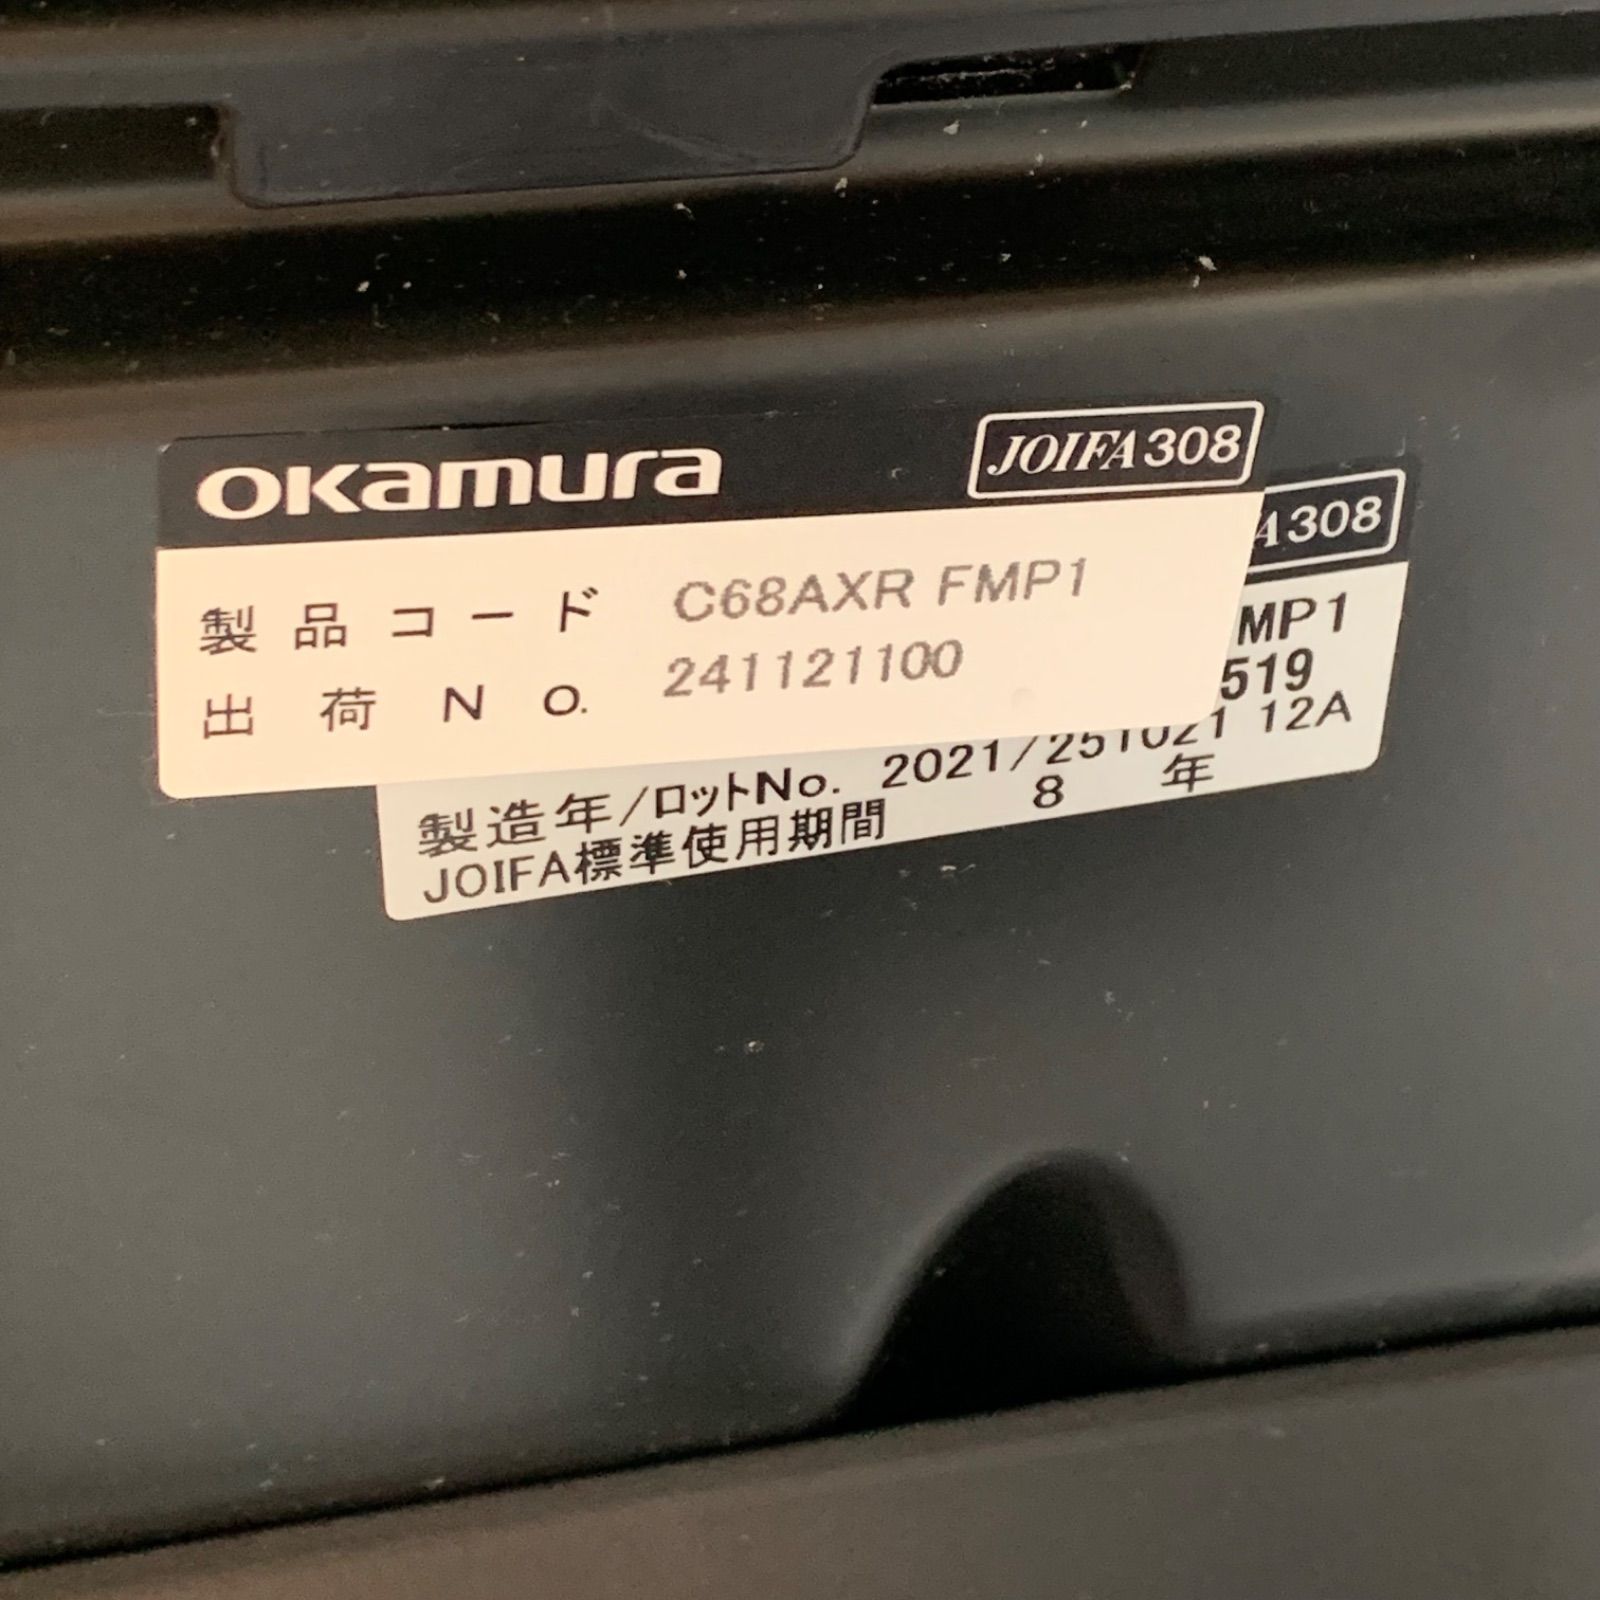 OKamura JOIFA308
製品コード C68AXR FMP1
出荷NO. 241121100
A308
MP1
519
製造年/ロットNo. 2021/251021 12A
JOIFA標準使用期間 8 年